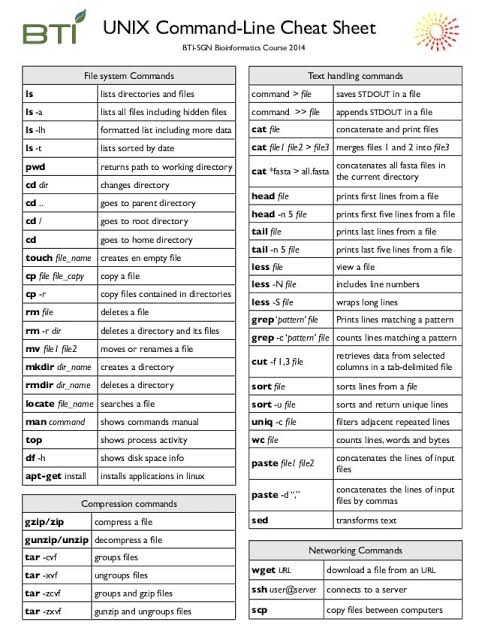 BTI
UNIX Command-Line Cheat Sheet
BTI-SGN Bioinformatics Course 2014
File system Commands
ls lists directories and files
ls -a lists all files including hidden files
ls -lh formatted list including more data
ls -t lists sorted by date
pwd returns path to working directory
cd dir changes directory
cd .. goes to parent directory
cd / goes to root directory
cd goes to home directory
touch file_name creates en empty file
cp file file_copy copy a file
cp -r copy files contained in directories
rm file deletes a file
rm -r dir deletes a directory and its files
mv file1 file2 moves or renames a file
mkdir dir_name creates a directory
rmdir dir_name deletes a directory
locate file_name searches a file
man command shows commands manual
top shows process activity
df -h shows disk space info
apt-get install installs applications in linux
Compression commands
gzip/zip compress a file
gunzip/unzip decompress a file
tar -cvf groups files
tar -xvf ungroups files
tar -zcvf groups and gzip files
tar -zxvf gunzip and ungroups files
Text handling commands
command > file saves STDOUT in a file
command >> file appends STDOUT in a file
cat file concatenate and print files
cat file1 file2 > file3 merges files 1 and 2 into file3
cat *fasta > all.fasta concatenates all fasta files in
the current directory
head file prints first lines from a file
head -n 5 file prints first five lines from a file
tail file prints last lines from a file
tail -n 5 file prints last five lines from a file
less file view a file
less -N file includes line numbers
less -S file wraps long lines
grep 'pattern' file Prints lines matching a pattern
grep -c 'pattern' file counts lines matching a pattern
cut -f 1,3 file retrieves data from selected
columns in a tab-delimited file
sort file sorts lines from a file
sort -u file sorts and return unique lines
uniq -c file filters adjacent repeated lines
wc file counts lines, words and bytes
paste file1 file2 concatenates the lines of input
files
paste -d "," concatenates the lines of input
files by commas
sed transforms text
Networking Commands
wget URL download a file from an URL
ssh user@server connects to a server
scp copy files between computers